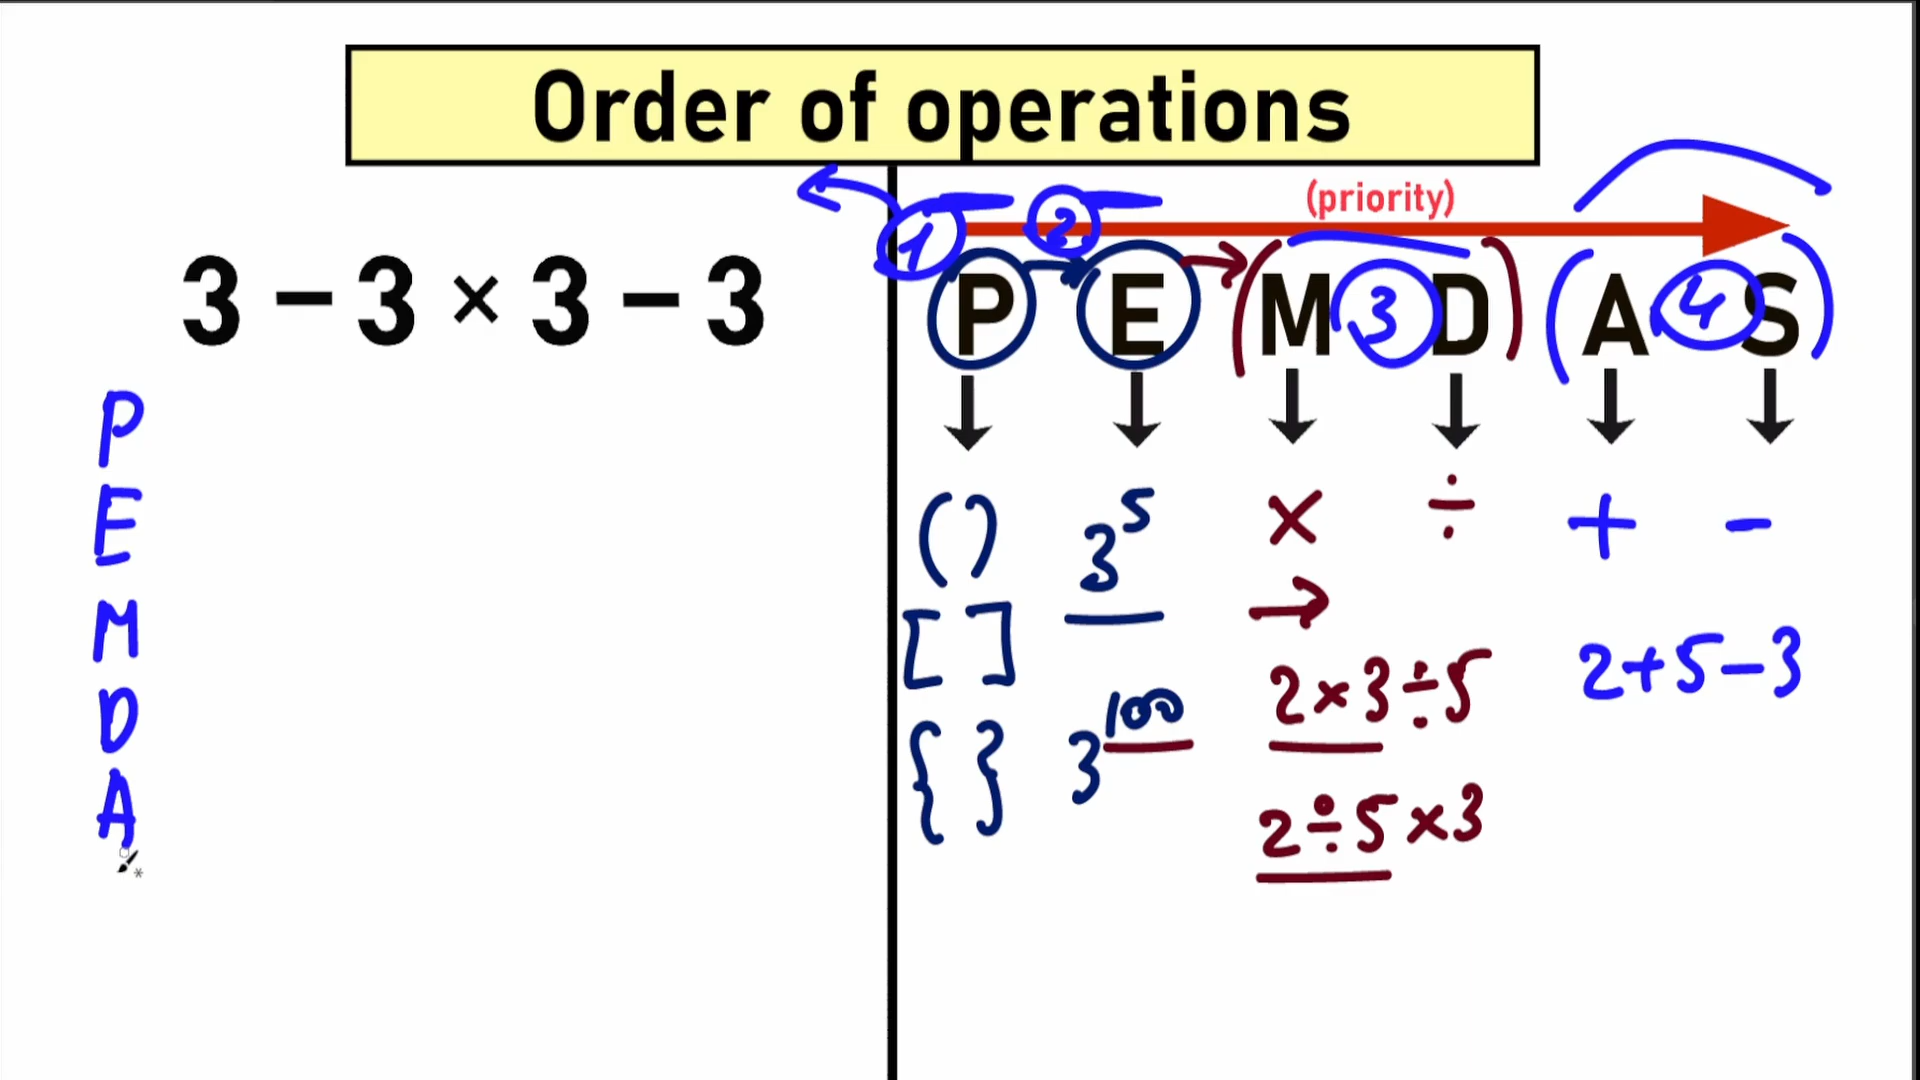 Order of operations
(priority)
1 2
3 − 3 × 3 − 3
P E (M 3 D) (A 4 S)
P
E
M
D
A
( ) 3⁵ × ÷ + -
[ ]
{ } 3¹⁰⁰
2×3÷5
2÷5×3
2+5-3